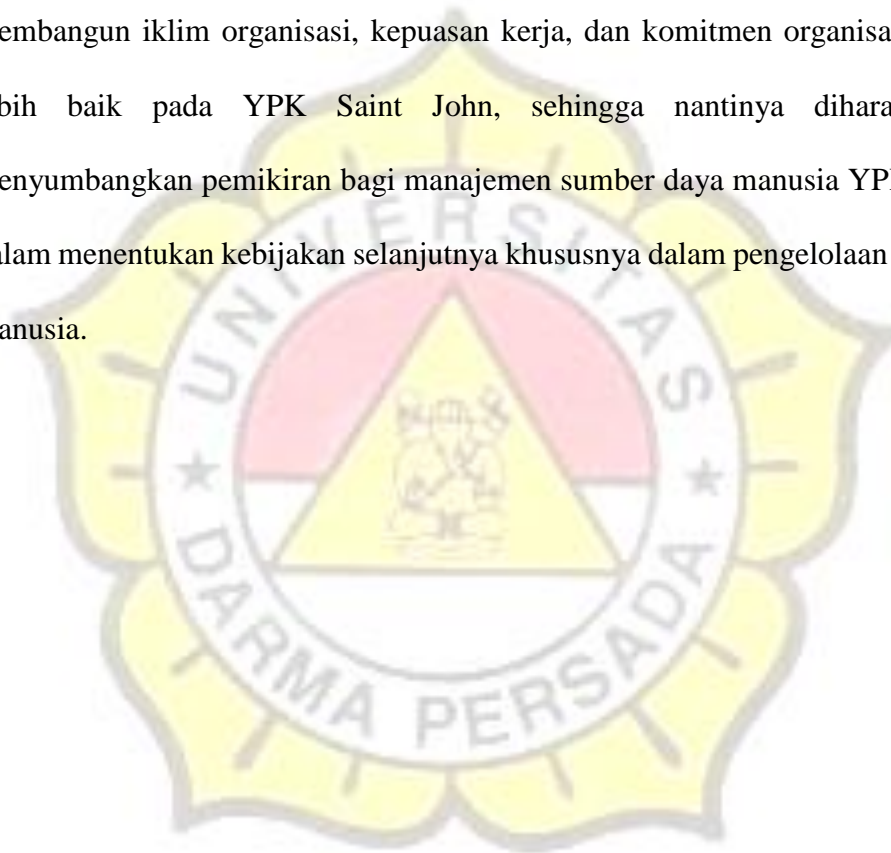 embangun iklim organisasi, kepuasan kerja, dan komitmen organisa
bih baik pada YPK Saint John, sehingga nantinya dihara
enyumbangkan pemikiran bagi manajemen sumber daya manusia YP
alam menentukan kebijakan selanjutnya khususnya dalam pengelolaan
anusia.
UNIVERSITAS
★ DARMA PERSADA ★